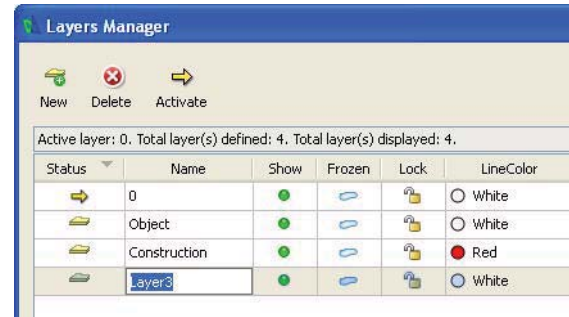 Layers Manager
New Delete Activate
Active layer: 0. Total layer(s) defined: 4. Total layer(s) displayed: 4.
Status Name Show Frozen Lock LineColor
0 White
Object White
Construction Red
Layer3 White